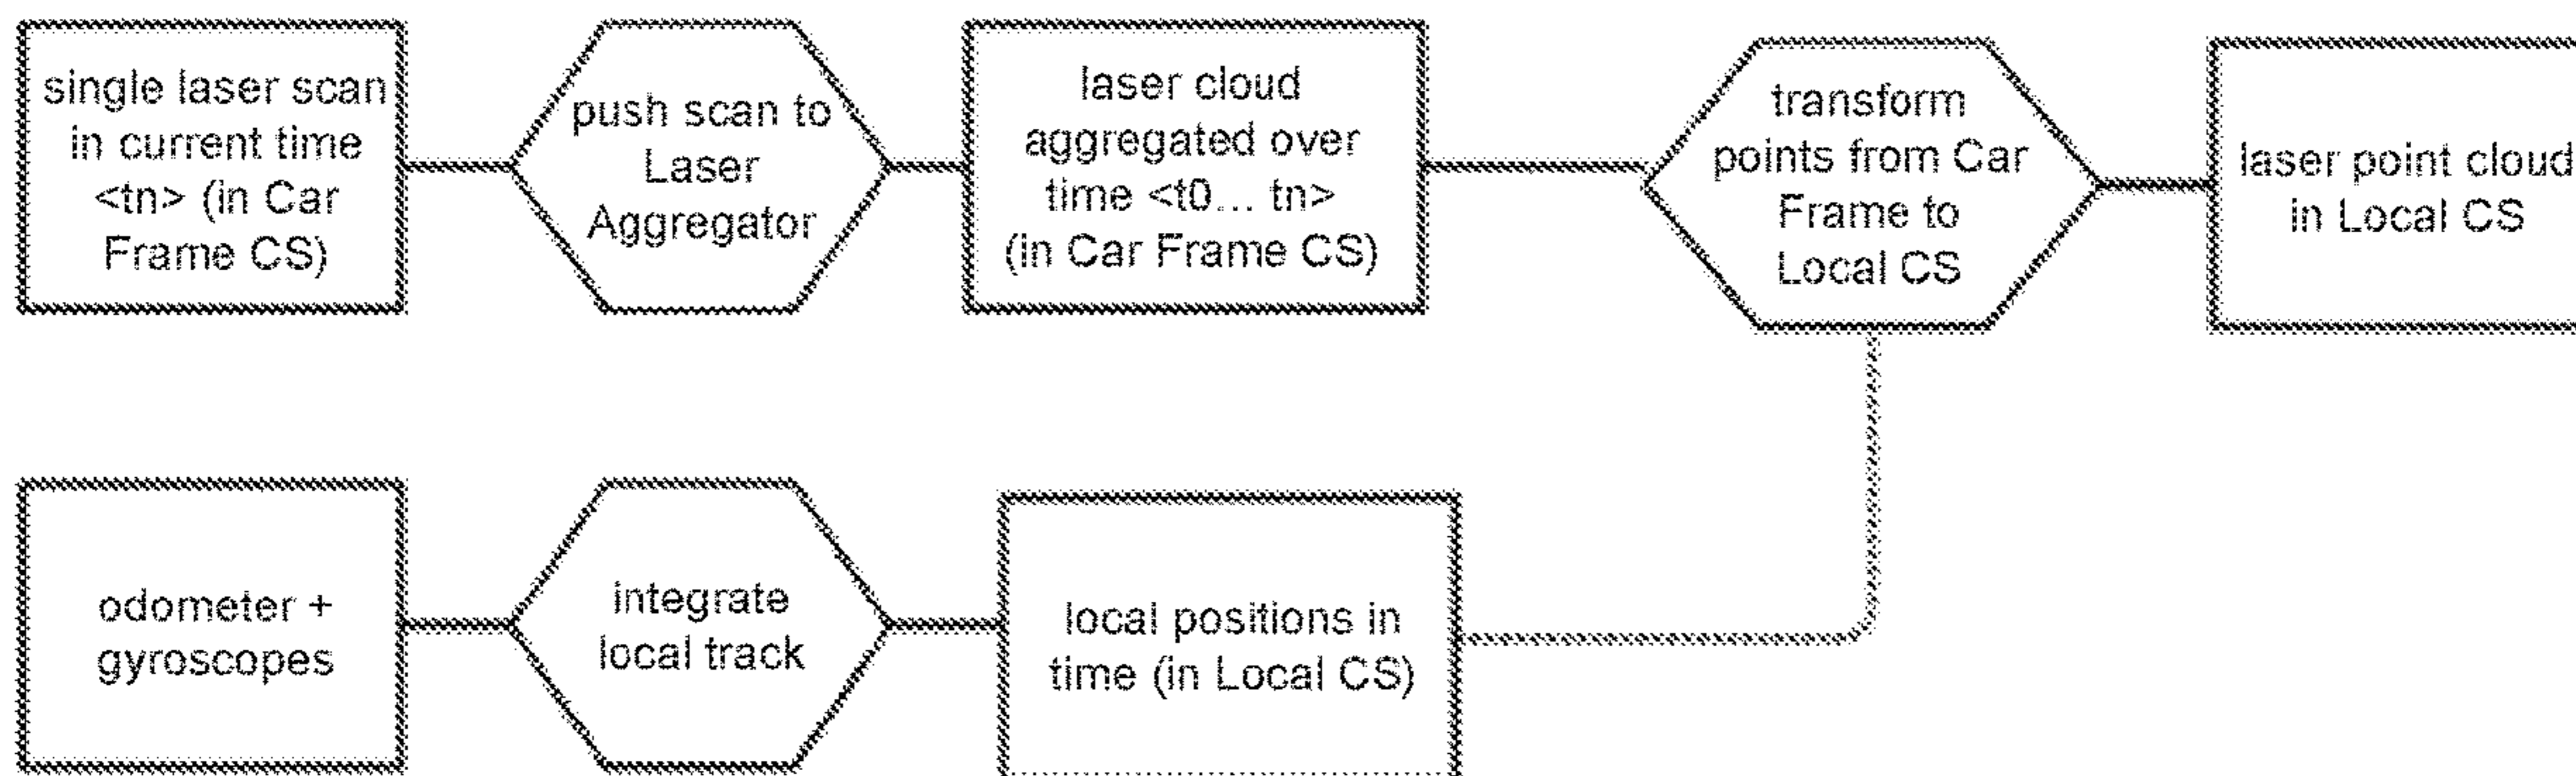 single laser scan
in current time
<tn> (in Car
Frame CS)
push scan to
Laser
Aggregator
laser cloud
aggregated over
time <t0... tn>
(in Car Frame CS)
transform
points from Car
Frame to
Local CS
laser point cloud
in Local CS
odometer +
gyroscopes
integrate
local track
local positions in
time (in Local CS)